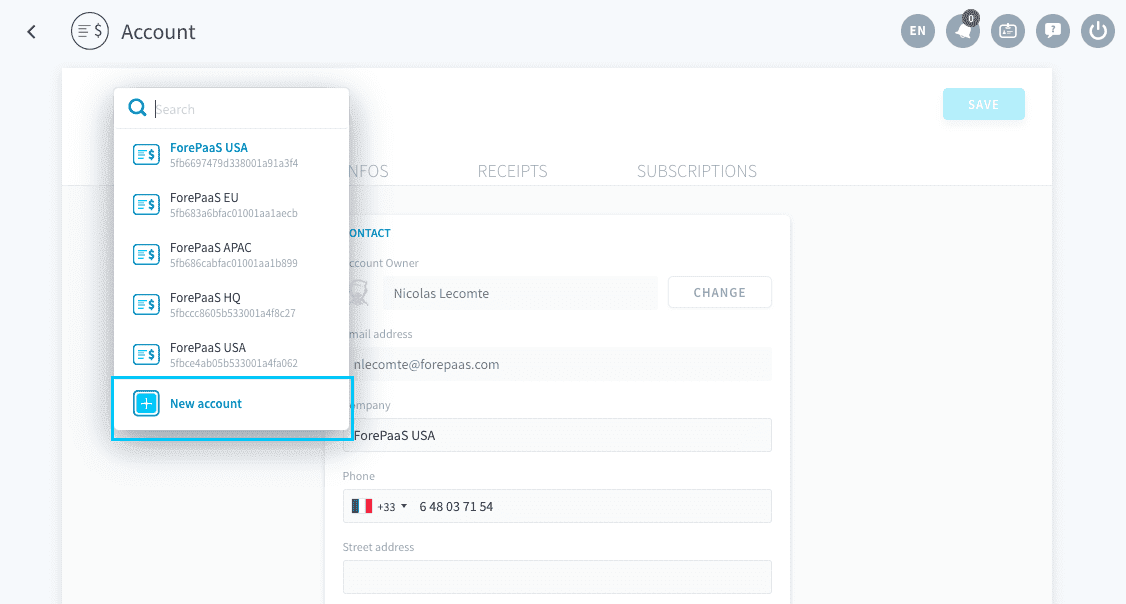 Account
EN
0
Search
SAVE
ForePaaS USA
5fb6697479d338001a91a3f4
ForePaaS EU
5fb683a6bfac01001aa1aecb
ForePaaS APAC
5fb686cabfac01001aa1b899
ForePaaS HQ
5fbccc8605b533001a4f8c27
ForePaaS USA
5fbce4ab05b533001a4fa062
New account
NFOS
RECEIPTS
SUBSCRIPTIONS
ONTACT
ccount Owner
Nicolas Lecomte
CHANGE
mail address
nlecomte@forepaas.com
ompany
ForePaaS USA
Phone
+33 6 48 03 71 54
Street address